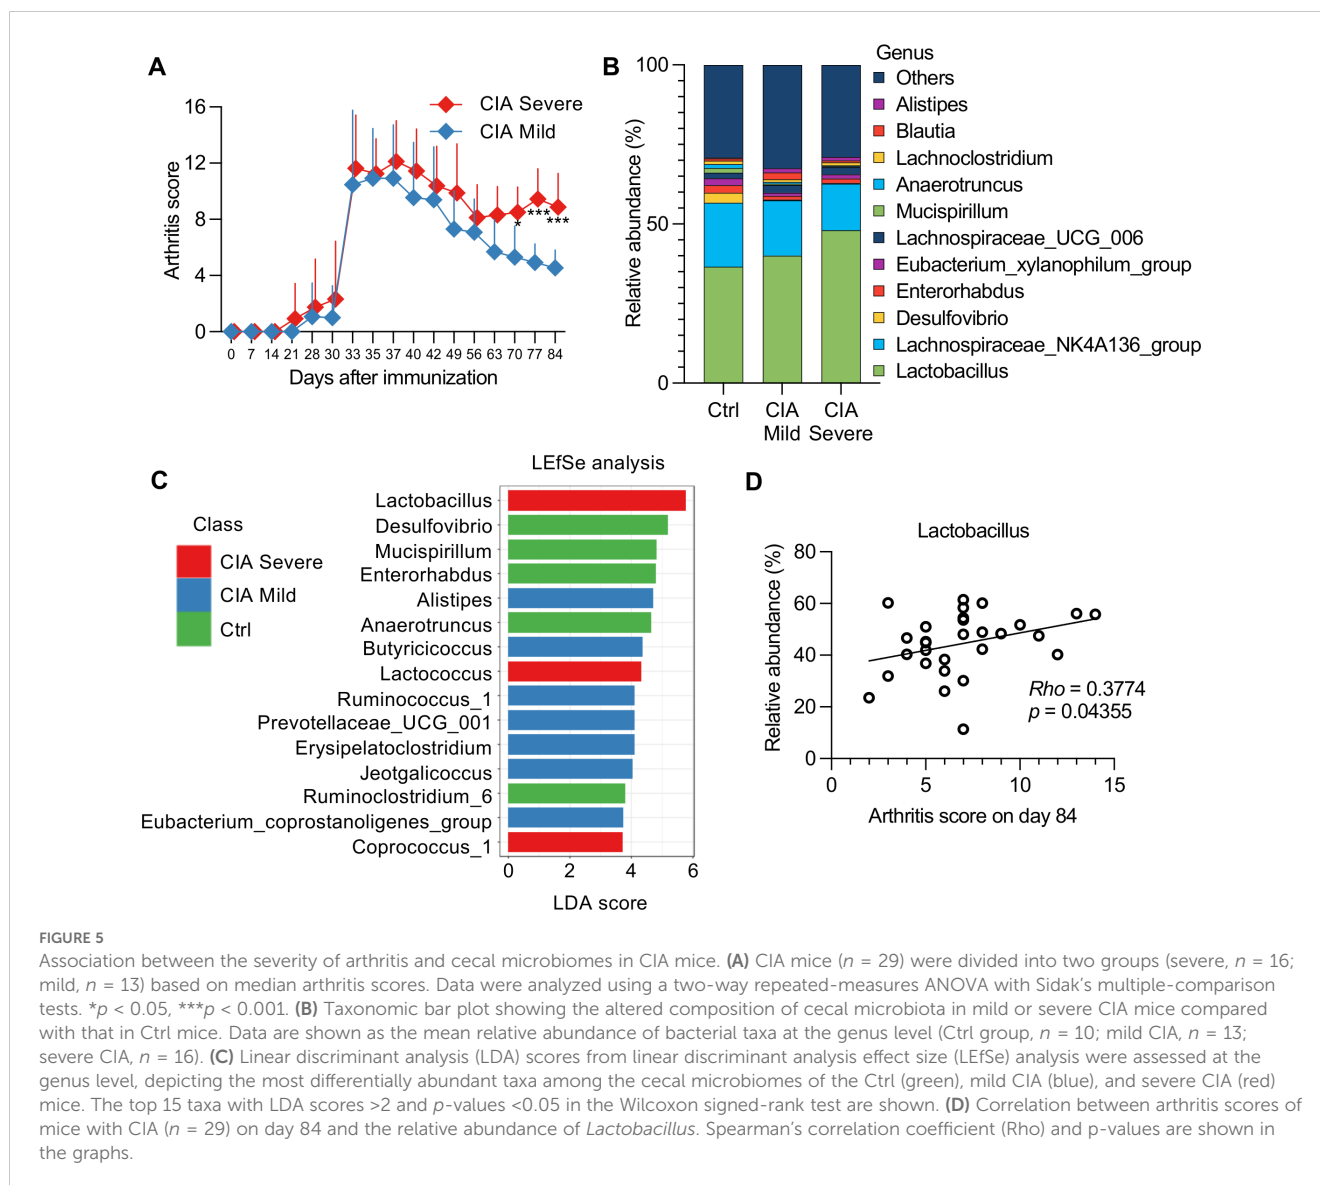 A
CIA Severe
CIA Mild
Arthritis score
16
12
8
4
0
*
***
***
0 7 14 21 28 30 33 35 37 40 42 49 56 63 70 77 84
Days after immunization
B
Relative abundance (%)
100
50
0
Ctrl
CIA Mild
CIA Severe
Genus
Others
Alistipes
Blautia
Lachnoclostridium
Anaerotruncus
Mucispirillum
Lachnospiraceae_UCG_006
Eubacterium_xylanophilum_group
Enterorhabdus
Desulfovibrio
Lachnospiraceae_NK4A136_group
Lactobacillus
C
LEfSe analysis
Class
CIA Severe
CIA Mild
Ctrl
Lactobacillus
Desulfovibrio
Mucispirillum
Enterorhabdus
Alistipes
Anaerotruncus
Butyricicoccus
Lactococcus
Ruminococcus_1
Prevotellaceae_UCG_001
Erysipelatoclostridium
Jeotgalicoccus
Ruminoclostridium_6
Eubacterium_coprostanoligenes_group
Coprococcus_1
0 2 4 6
LDA score
D
Lactobacillus
Relative abundance (%)
80
60
40
20
0
Rho = 0.3774
p = 0.04355
0 5 10 15
Arthritis score on day 84
FIGURE 5
Association between the severity of arthritis and cecal microbiomes in CIA mice. (A) CIA mice (n = 29) were divided into two groups (severe, n = 16;
mild, n = 13) based on median arthritis scores. Data were analyzed using a two-way repeated-measures ANOVA with Sidak's multiple-comparison
tests. *p < 0.05, ***p < 0.001. (B) Taxonomic bar plot showing the altered composition of cecal microbiota in mild or severe CIA mice compared
with that in Ctrl mice. Data are shown as the mean relative abundance of bacterial taxa at the genus level (Ctrl group, n = 10; mild CIA, n = 13;
severe CIA, n = 16). (C) Linear discriminant analysis (LDA) scores from linear discriminant analysis effect size (LEfSe) analysis were assessed at the
genus level, depicting the most differentially abundant taxa among the cecal microbiomes of the Ctrl (green), mild CIA (blue), and severe CIA (red)
mice. The top 15 taxa with LDA scores >2 and p-values <0.05 in the Wilcoxon signed-rank test are shown. (D) Correlation between arthritis scores of
mice with CIA (n = 29) on day 84 and the relative abundance of Lactobacillus. Spearman's correlation coefficient (Rho) and p-values are shown in
the graphs.